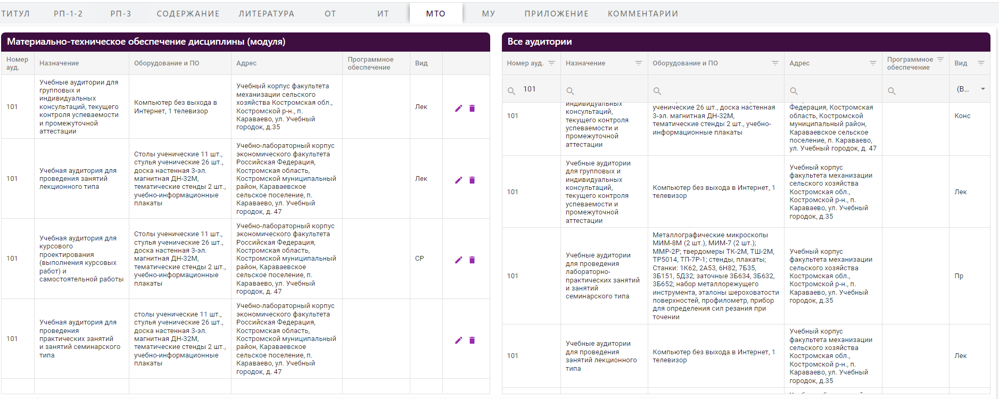 ТИТУЛ РП-1-2 РП-3 СОДЕРЖАНИЕ ЛИТЕРАТУРА ОТ ИТ МТО МУ ПРИЛОЖЕНИЕ КОММЕНТАРИИ
Материально-техническое обеспечение дисциплины (модуля)
Номер
ауд.
Назначение
Оборудование и ПО
Адрес
Программное
обеспечение
Вид
101
Учебные аудитории для
групповых и
индивидуальных
консультаций, текущего
контроля успеваемости
и промежуточной
аттестации
Компьютер без выхода в
Интернет, 1 телевизор
Учебный корпус факультета
механизации сельского
хозяйства Костромская обл.,
Костромской р-н., п.
Караваево, ул. Учебный
городок, д.35
Лек
101
Учебная аудитория для
проведения занятий
лекционного типа
Столы ученические 11 шт.,
стулья ученические 26 шт.,
доска настенная 3-эл.
магнитная ДН-32М,
тематические стенды 2 шт.,
учебно-информационные
плакаты
Учебно-лабораторный корпус
экономического факультета
Российская Федерация,
Костромская область,
Костромской муниципальный
район, Караваевское
сельское поселение, п.
Караваево, ул. Учебный
городок, д. 47
Лек
101
Учебная аудитория для
курсового
проектирования
(выполнения курсовых
работ) и
самостоятельной работы
Столы ученические 11 шт.,
стулья ученические 26 шт.,
доска настенная 3-эл.
магнитная ДН-32М,
тематические стенды 2 шт.,
учебно-информационные
плакаты
Учебно-лабораторный корпус
экономического факультета
Российская Федерация,
Костромская область,
Костромской муниципальный
район, Караваевское
сельское поселение, п.
Караваево, ул. Учебный
городок, д. 47
СР
101
Учебная аудитория для
проведения
практических занятий
и занятий семинарского
типа
столы ученические 11 шт.,
стулья ученические 26 шт.,
доска настенная 3-эл.
магнитная ДН-32М,
тематические стенды 2 шт.,
учебно-информационные
плакаты
Учебно-лабораторный корпус
экономического факультета
Российская Федерация,
Костромская область,
Костромской муниципальный
район, Караваевское
сельское поселение, п.
Караваево, ул. Учебный
городок, д. 47
Все аудитории
Номер ауд.
Назначение
Оборудование и ПО
Адрес
Программное
обеспечение
Вид
101
(В...
101
индивидуальных
консультаций,
текущего контроля
успеваемости и
промежуточной
аттестации
ученические 26 шт., доска настенная
3-эл. магнитная ДН-32М,
тематические стенды 2 шт., учебно-
информационные плакаты
Федерация, Костромская
область, Костромской
муниципальный район,
Караваевское сельское
поселение, п. Караваево,
ул. Учебный городок, д. 47
Конс
101
Учебные аудитории
для групповых и
индивидуальных
консультаций,
текущего контроля
успеваемости и
промежуточной
аттестации
Компьютер без выхода в Интернет, 1
телевизор
Учебный корпус
факультета механизации
сельского хозяйства
Костромская обл.,
Костромской р-н., п.
Караваево, ул. Учебный
городок, д.35
Лек
101
Учебные аудитории
для проведения
лабораторно-
практических занятий
и занятий
семинарского типа
Металлографические микроскопы
МИМ-8М (2 шт.), МИМ-7 (2 шт.);
ММР-2Р; твердомеры ТК-2М, ТШ-2М,
ТР5014, ТП-7Р-1; стенды, плакаты;
Станки: 1К62, 2А53, 6Н82, 7Б35,
3Б151, 5Д32; заточные 3Б634, 3Б632,
3Б652; набор металлорежущего
инструмента, эталоны шероховатости
поверхностей, профилометр, прибор
для определения сил резания при
точении
Учебный корпус
факультета механизации
сельского хозяйства
Костромская обл.,
Костромской р-н., п.
Караваево, ул. Учебный
городок, д.35
Пр
101
Учебные аудитории
для проведения
занятий лекционного
типа
Компьютер без выхода в Интернет, 1
телевизор
Учебный корпус
факультета механизации
сельского хозяйства
Костромская обл.,
Костромской р-н., п.
Караваево, ул. Учебный
городок, д.35
Лек